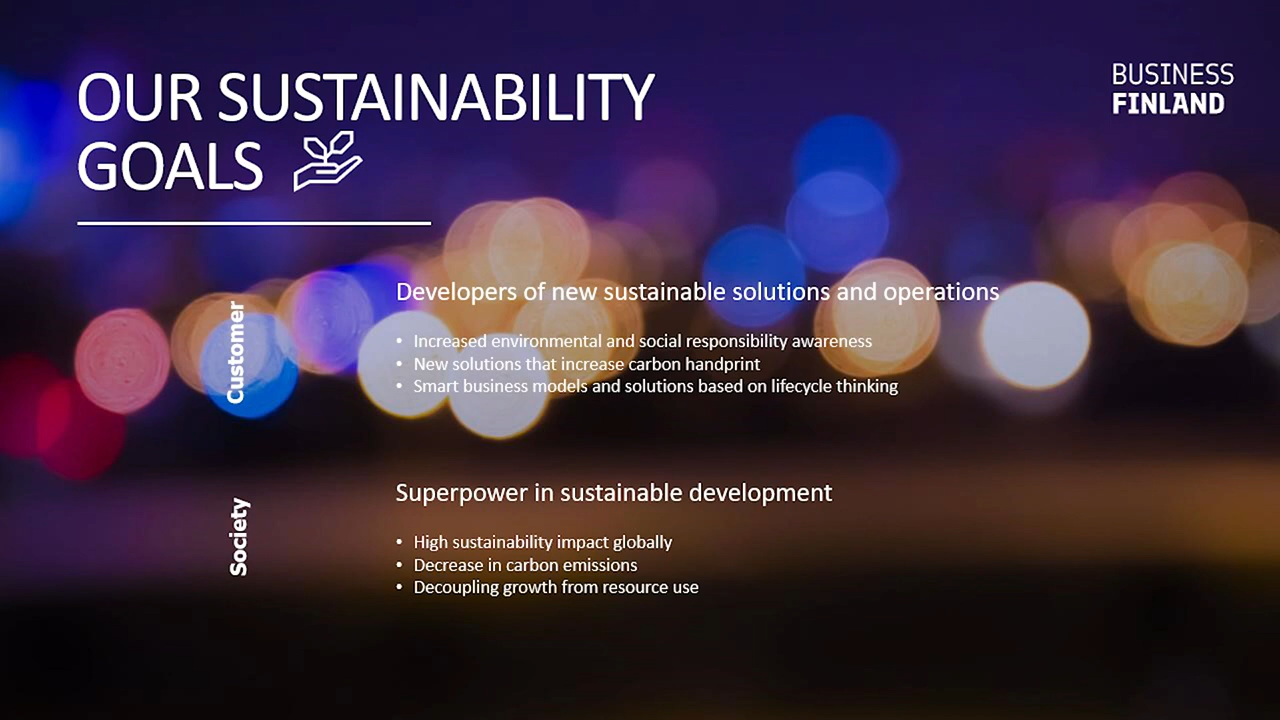 OUR SUSTAINABILITY
GOALS
BUSINESS
FINLAND
Customer
Developers of new sustainable solutions and operations
• Increased environmental and social responsibility awareness
• New solutions that increase carbon handprint
• Smart business models and solutions based on lifecycle thinking
Society
Superpower in sustainable development
• High sustainability impact globally
• Decrease in carbon emissions
• Decoupling growth from resource use